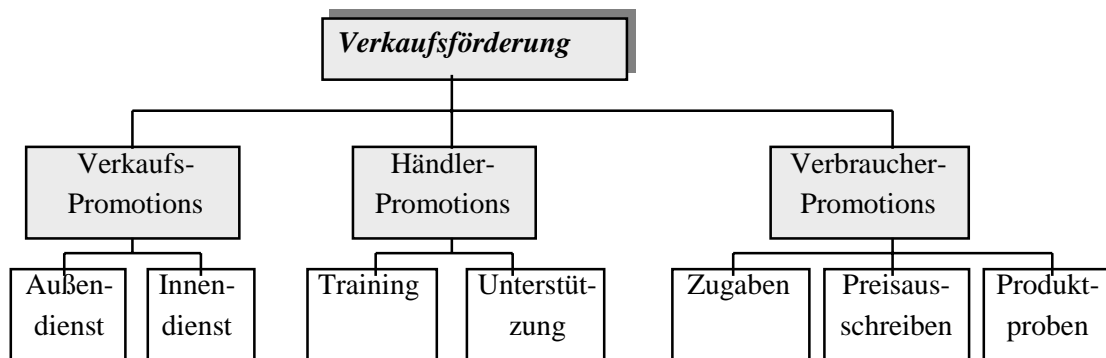 Verkaufsförderung
Verkaufs-
Promotions
Händler-
Promotions
Verbraucher-
Promotions
Außen-
dienst
Innen-
dienst
Training
Unterstüt-
zung
Zugaben
Preisaus-
schreiben
Produkt-
proben